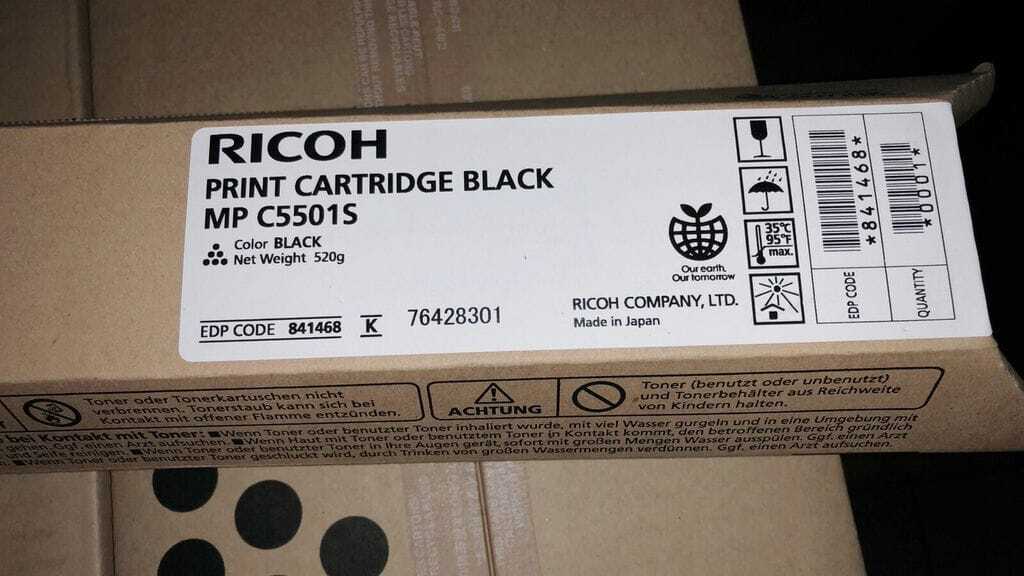 RICOH
PRINT CARTRIDGE BLACK
MP C5501S
Color BLACK
Net Weight 520g
EDP CODE 841468
K
76428301
Our earth,
Our tomorrow
RICOH COMPANY, LTD.
Made in Japan
35°C
95°F
max.
*841468*
EDP CODE
*0001*
QUANTITY
Toner oder Tonerkartuschen nicht
verbrennen. Tonerstaub kann sich bei
Kontakt mit offener Flamme entzünden.
ACHTUNG
Toner (benutzt oder unbenutzt)
und Tonerbehälter aus Reichweite
von Kindern halten.
bei Kontakt mit Toner! ■Wenn Toner oder benutzter Toner inhaliert wurde, mit viel Wasser gurgeln und in eine Umgebung mit
Arzt aufsuchen. ■Wenn Haut mit Toner oder benutztem Toner in Kontakt kommt, den betroffenen Bereich gründlich
Seife reinigen. ■Wenn Toner oder benutzter Toner in Ihre Augen gerät, sofort mit großen Mengen Wasser ausspülen. Ggf. einen Arzt
■Wenn Toner oder benutzter Toner geschluckt wird, durch Trinken von großen Wassermengen verdünnen. Ggf. einen Arzt aufsuchen.